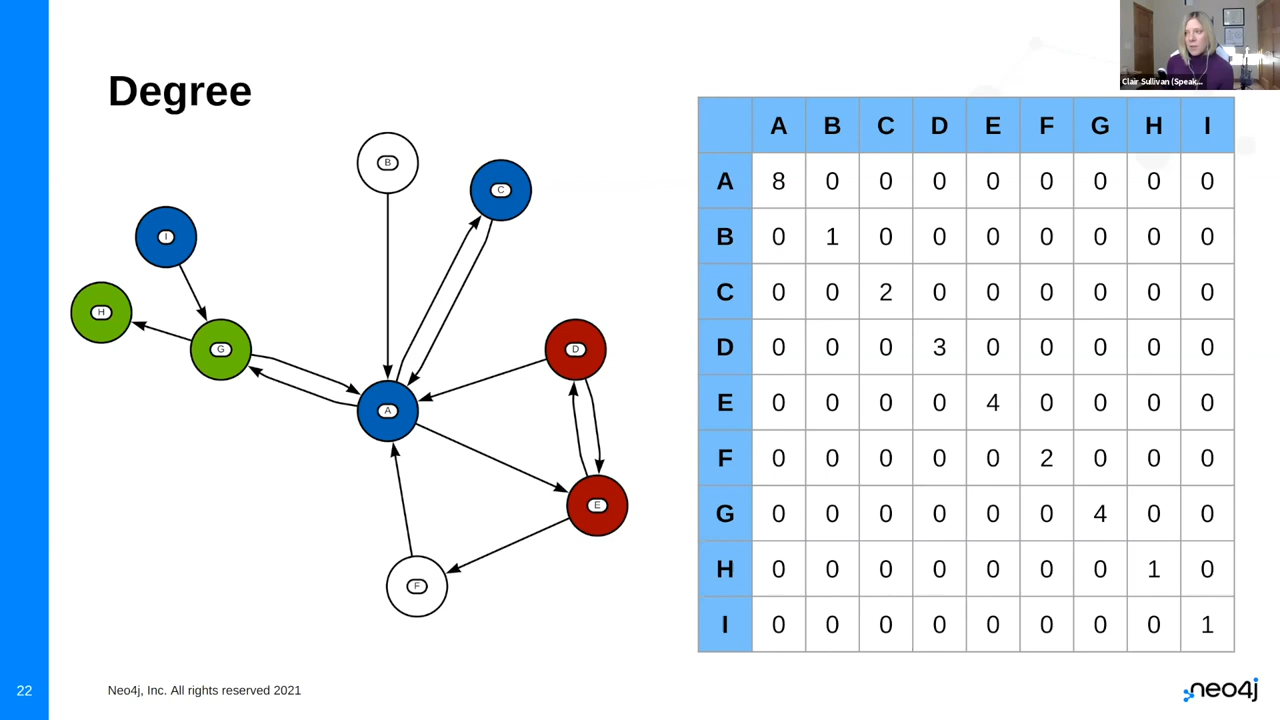 Clair Sullivan (Speak...
Degree
B
C
I
H
G
D
A
E
F
A B C D E F G H I
A 8 0 0 0 0 0 0 0 0
B 0 1 0 0 0 0 0 0 0
C 0 0 2 0 0 0 0 0 0
D 0 0 0 3 0 0 0 0 0
E 0 0 0 0 4 0 0 0 0
F 0 0 0 0 0 2 0 0 0
G 0 0 0 0 0 0 4 0 0
H 0 0 0 0 0 0 0 1 0
I 0 0 0 0 0 0 0 0 1
22
Neo4j, Inc. All rights reserved 2021
neo4j